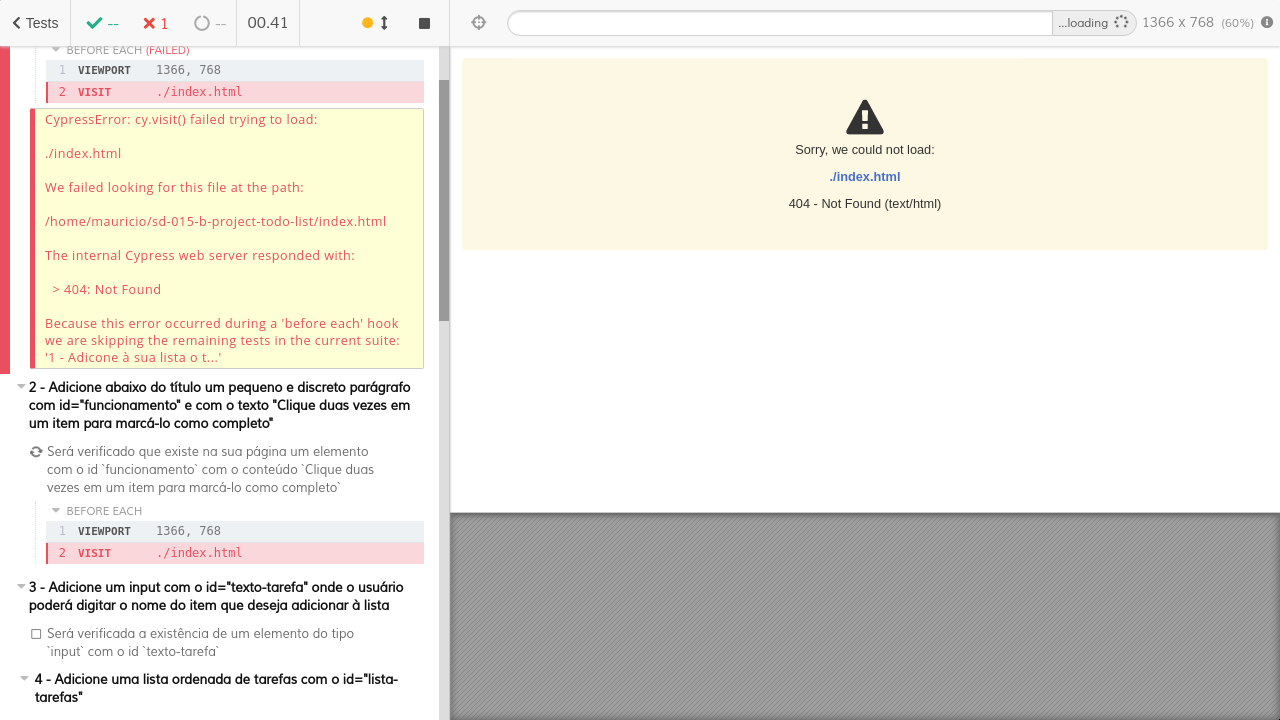 Tests
--
1
--
00.41
...loading
1366 x 768 (60%)
BEFORE EACH (FAILED)
1 VIEWPORT 1366, 768
2 VISIT ./index.html
CypressError: cy.visit() failed trying to load:
./index.html
We failed looking for this file at the path:
/home/mauricio/sd-015-b-project-todo-list/index.html
The internal Cypress web server responded with:
> 404: Not Found
Because this error occurred during a 'before each' hook
we are skipping the remaining tests in the current suite:
'1 - Adicone à sua lista o t...'
2 - Adicione abaixo do título um pequeno e discreto parágrafo
com id="funcionamento" e com o texto "Clique duas vezes em
um item para marcá-lo como completo"
Será verificado que existe na sua página um elemento
com o id `funcionamento` com o conteúdo `Clique duas
vezes em um item para marcá-lo como completo`
BEFORE EACH
1 VIEWPORT 1366, 768
2 VISIT ./index.html
3 - Adicione um input com o id="texto-tarefa" onde o usuário
poderá digitar o nome do item que deseja adicionar à lista
Será verificada a existência de um elemento do tipo
`input` com o id `texto-tarefa`
4 - Adicione uma lista ordenada de tarefas com o id="lista-
tarefas"
Sorry, we could not load:
./index.html
404 - Not Found (text/html)